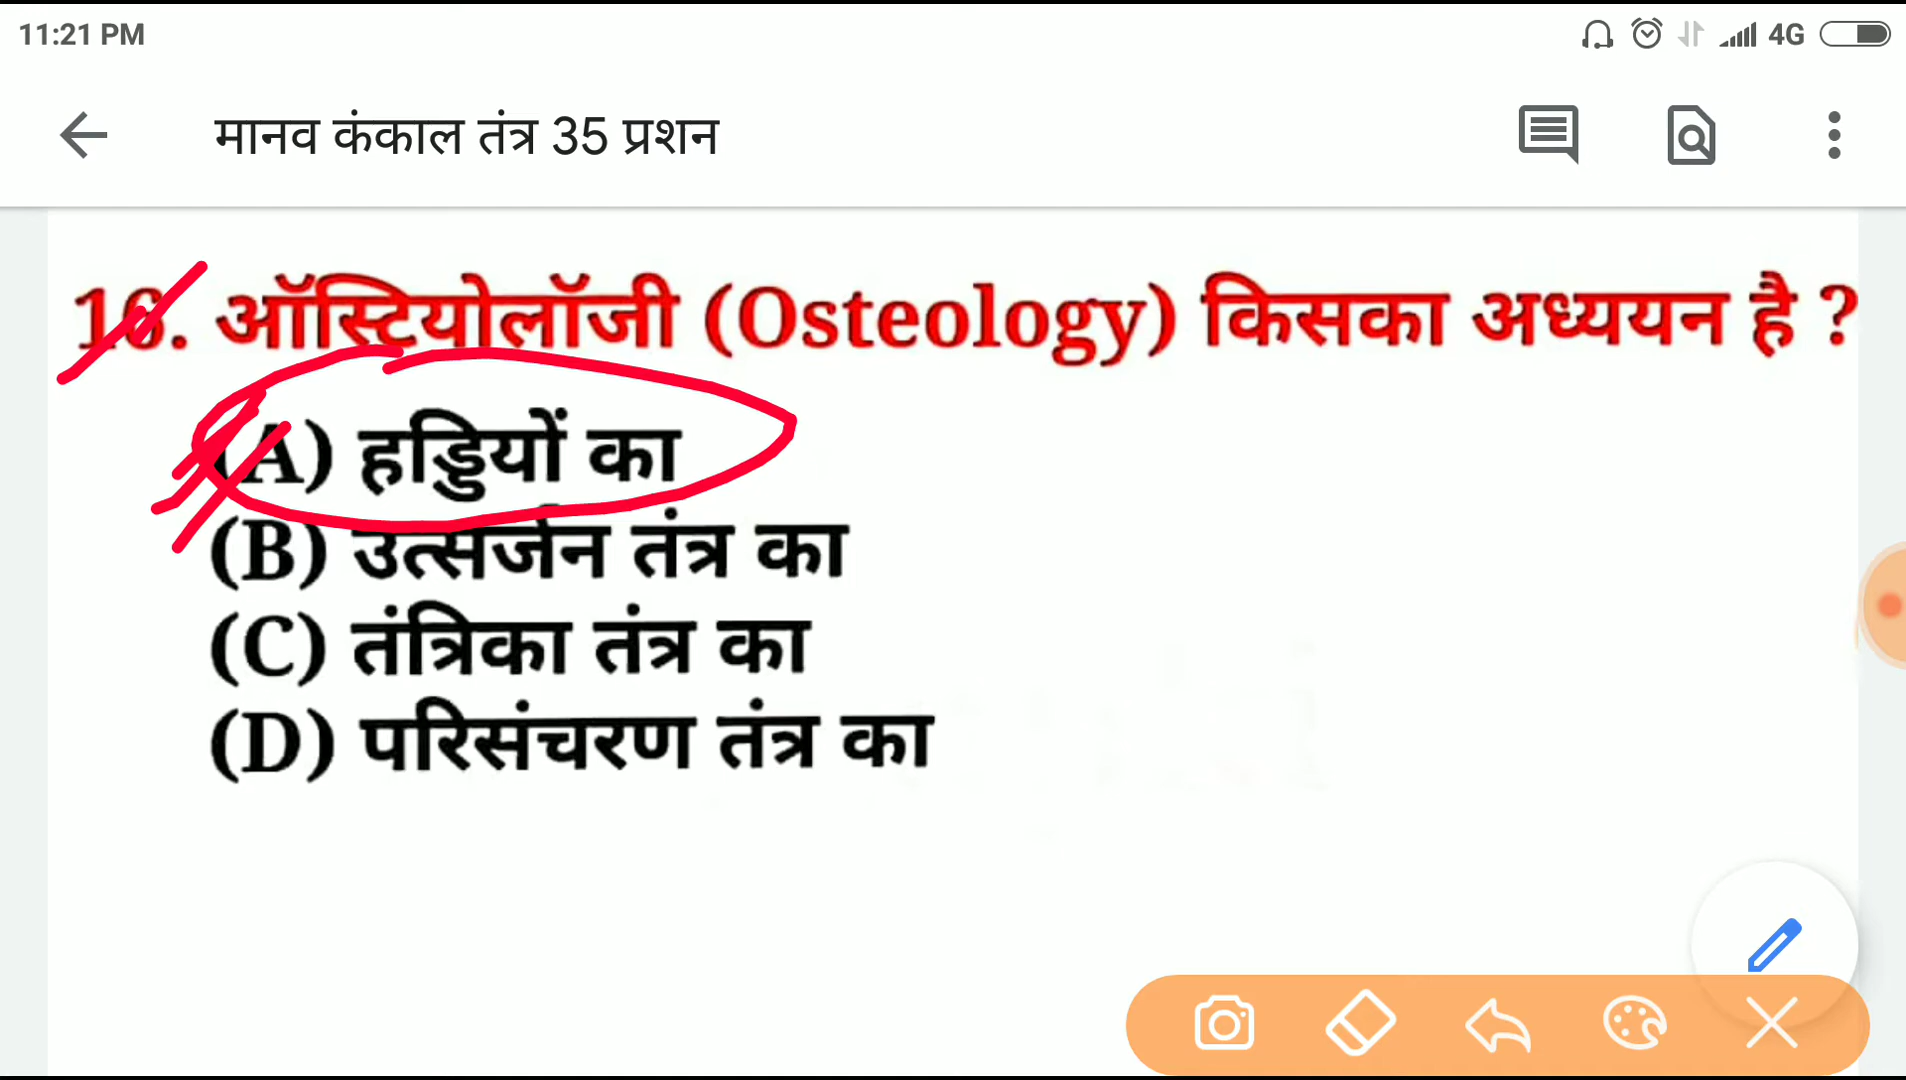 11:21 PM 4G
मानव कंकाल तंत्र 35 प्रशन
16. ऑस्टियोलॉजी (Osteology) किसका अध्ययन है ?
(A) हड्डियों का
(B) उत्सर्जन तंत्र का
(C) तंत्रिका तंत्र का
(D) परिसंचरण तंत्र का